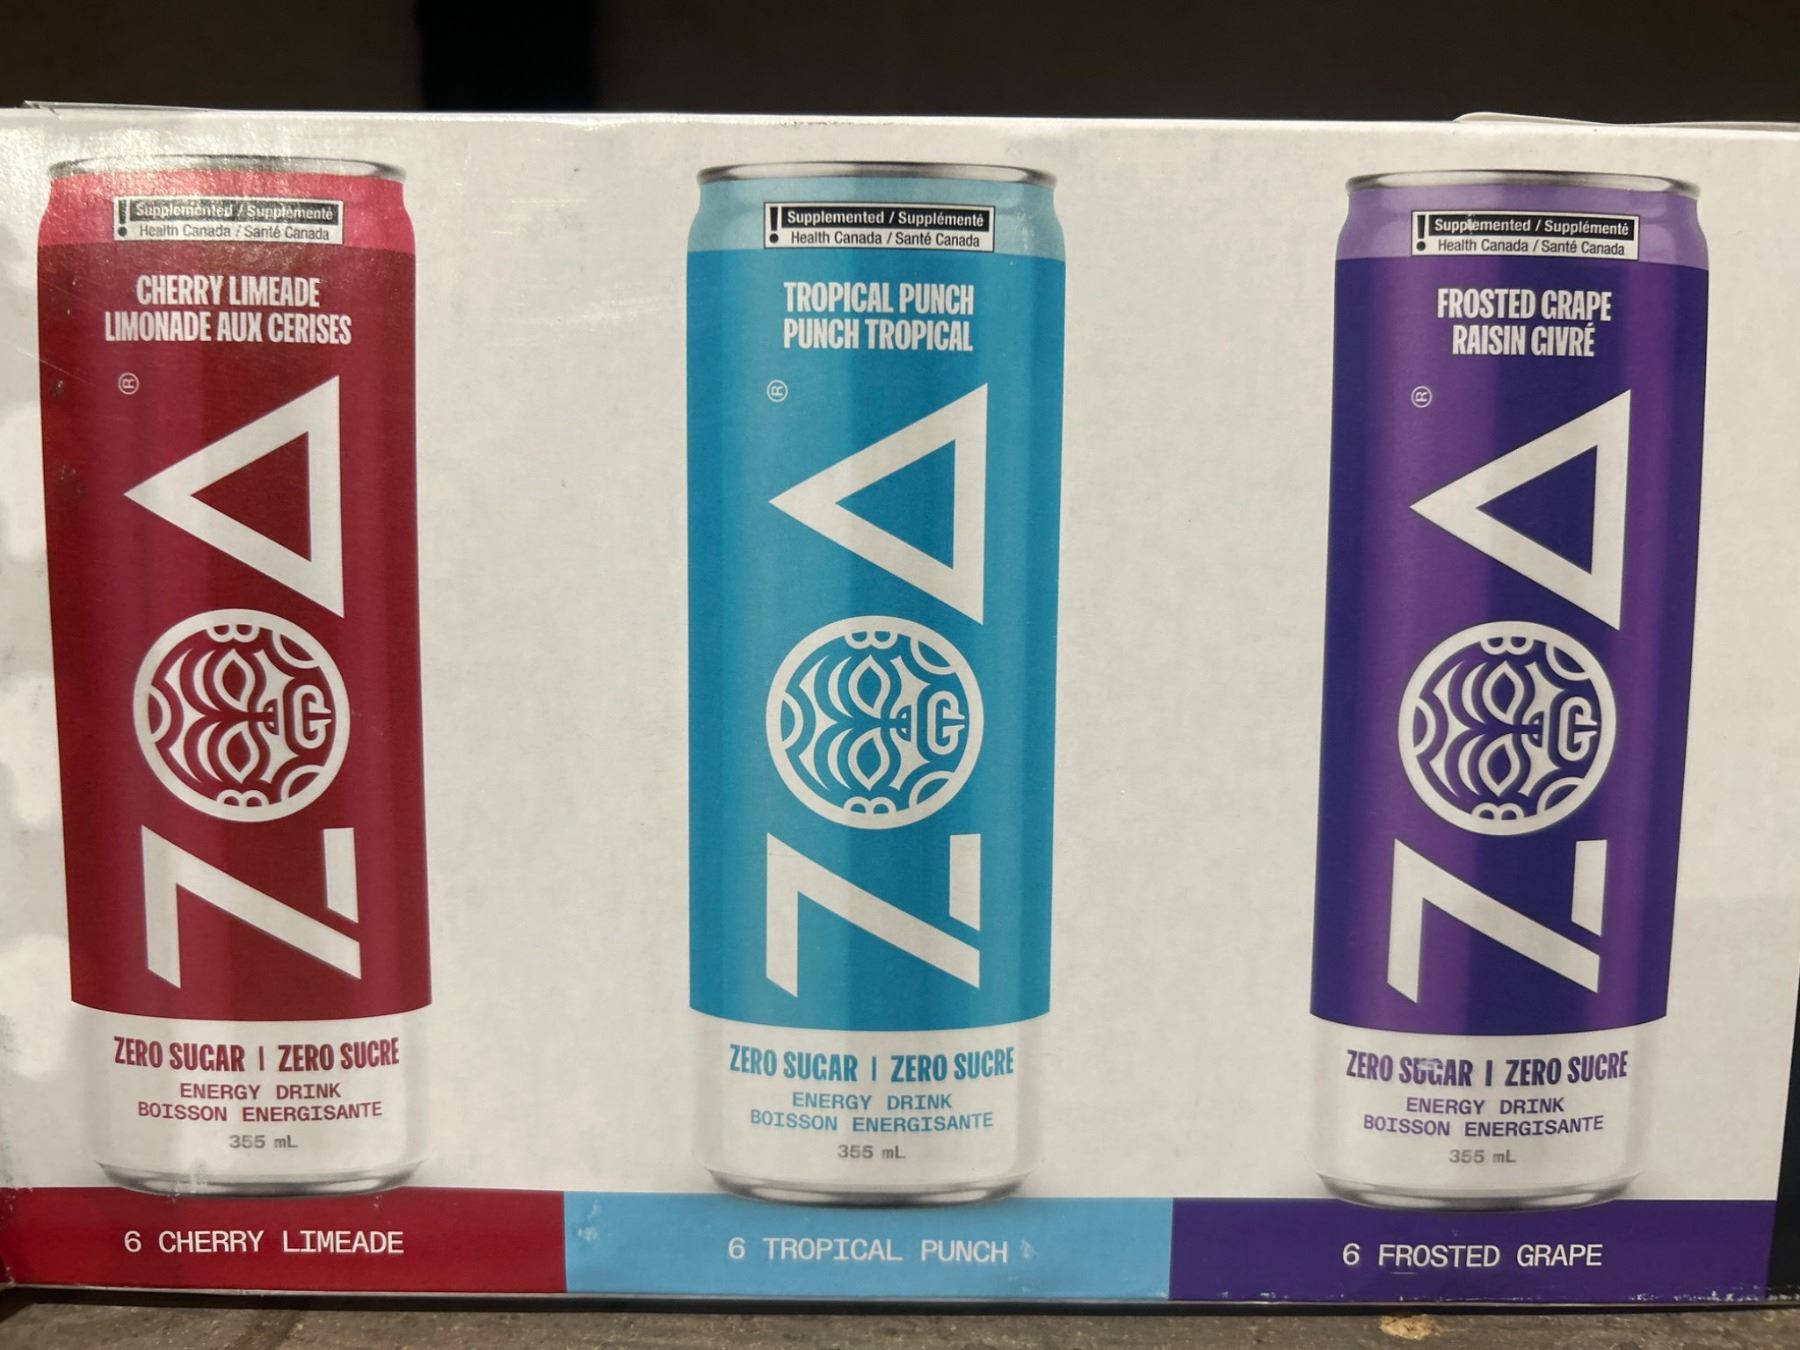 Supplemented / Supplémenté
Health Canada / Santé Canada
CHERRY LIMEADE
LIMONADE AUX CERISES
®
ZOA
ZERO SUGAR | ZERO SUCRE
ENERGY DRINK
BOISSON ENERGISANTE
355 mL
6 CHERRY LIMEADE
Supplemented / Supplémenté
Health Canada / Santé Canada
TROPICAL PUNCH
PUNCH TROPICAL
®
ZOA
ZERO SUGAR | ZERO SUCRE
ENERGY DRINK
BOISSON ENERGISANTE
355 mL
6 TROPICAL PUNCH
Supplemented / Supplémenté
Health Canada / Santé Canada
FROSTED GRAPE
RAISIN GIVRÉ
®
ZOA
ZERO SUGAR | ZERO SUCRE
ENERGY DRINK
BOISSON ENERGISANTE
355 mL
6 FROSTED GRAPE